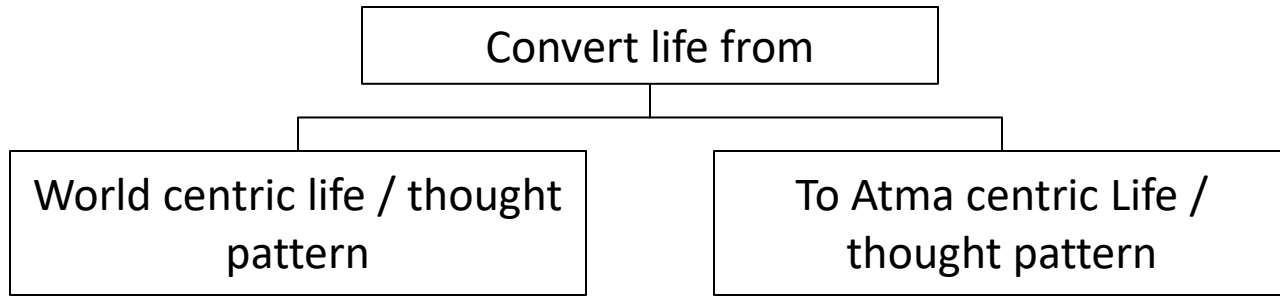 Convert life from
World centric life / thought
pattern
To Atma centric Life /
thought pattern